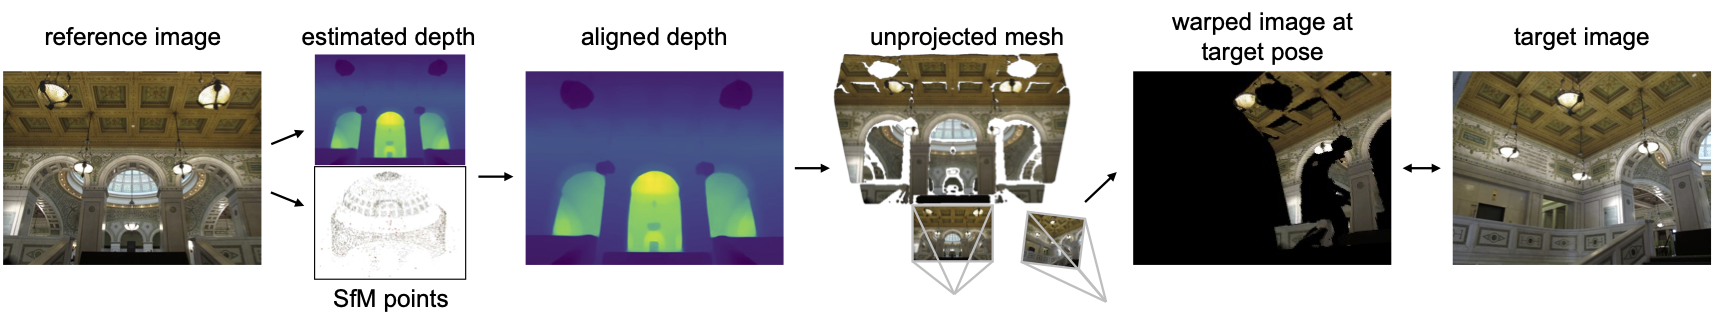 reference image
estimated depth
SfM points
aligned depth
unprojected mesh
warped image at
target pose
target image